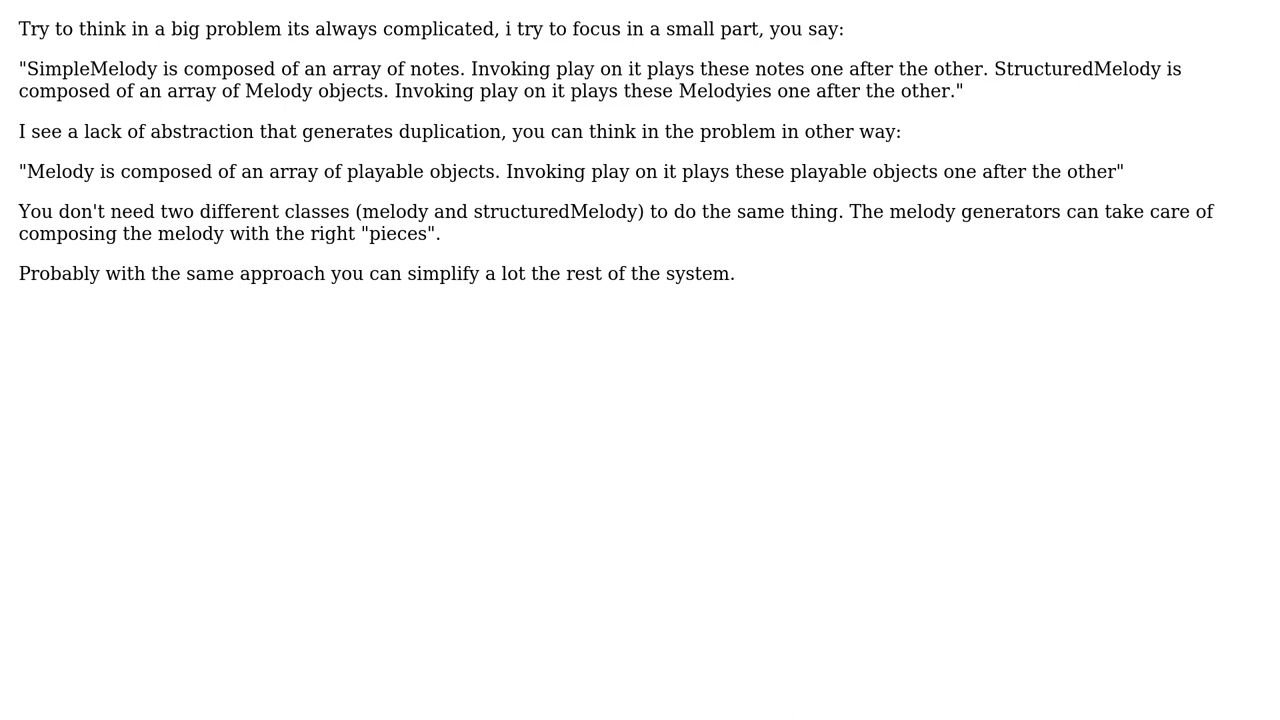 Try to think in a big problem its always complicated, i try to focus in a small part, you say:
"SimpleMelody is composed of an array of notes. Invoking play on it plays these notes one after the other. StructuredMelody is
composed of an array of Melody objects. Invoking play on it plays these Melodyies one after the other."
I see a lack of abstraction that generates duplication, you can think in the problem in other way:
"Melody is composed of an array of playable objects. Invoking play on it plays these playable objects one after the other"
You don't need two different classes (melody and structuredMelody) to do the same thing. The melody generators can take care of
composing the melody with the right "pieces".
Probably with the same approach you can simplify a lot the rest of the system.